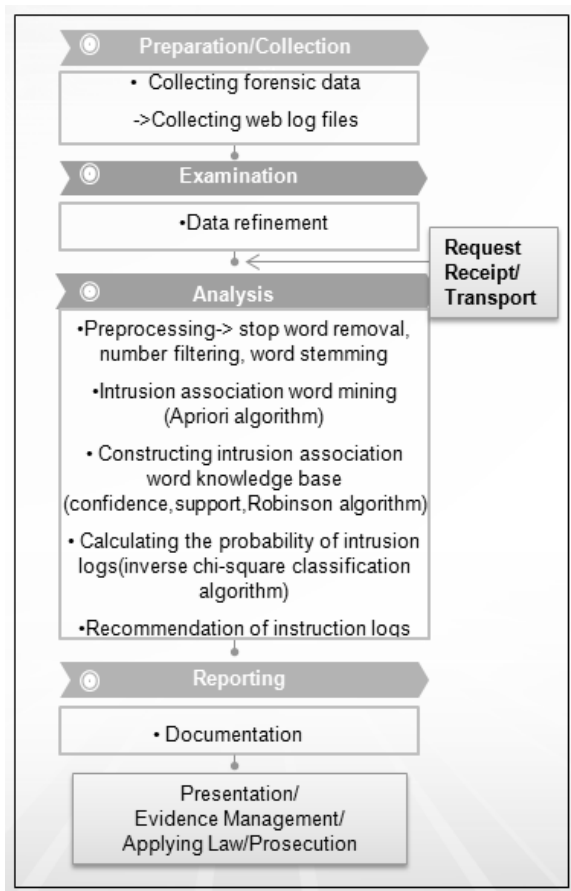 Preparation/Collection
• Collecting forensic data
->Collecting web log files
Examination
•Data refinement
Request
Receipt/
Transport
Analysis
•Preprocessing-> stop word removal,
number filtering, word stemming
•Intrusion association word mining
(Apriori algorithm)
• Constructing intrusion association
word knowledge base
(confidence,support,Robinson algorithm)
• Calculating the probability of intrusion
logs(inverse chi-square classification
algorithm)
•Recommendation of instruction logs
Reporting
• Documentation
Presentation/
Evidence Management/
Applying Law/Prosecution